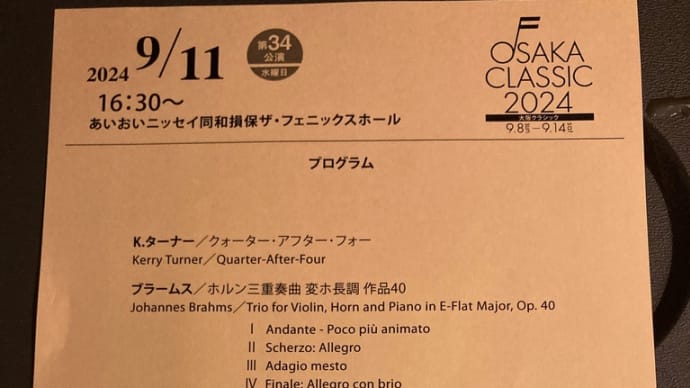 2024 9/11
第34
公演
水曜日
16:30〜
あいおいニッセイ同和損保ザ・フェニックスホール
OSAKA
CLASSIC
2024
大阪クラシック
9.8日−9.14土
プログラム
K.ターナー／クォーター・アフター・フォー
Kerry Turner／Quarter-After-Four
ブラームス／ホルン三重奏曲 変ホ長調 作品40
Johannes Brahms／Trio for Violin, Horn and Piano in E-Flat Major, Op. 40
Ⅰ Andante - Poco più animato
Ⅱ Scherzo: Allegro
Ⅲ Adagio mesto
Ⅳ Finale: Allegro con brio